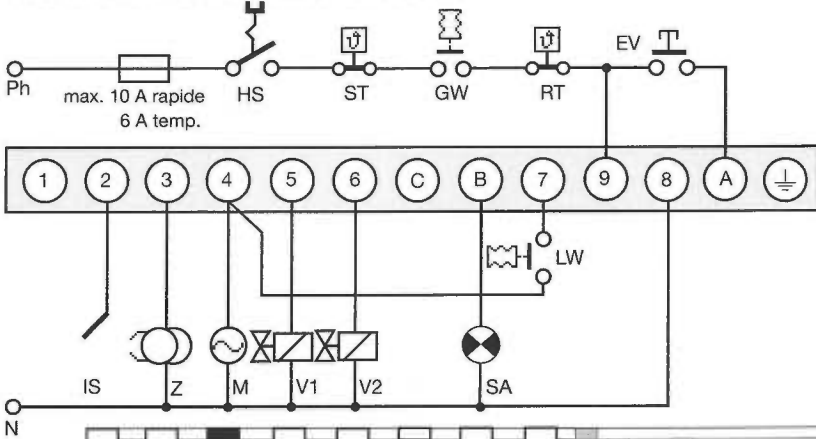 EV
Ph
max. 10 A rapide
6 A temp.
HS
ST
GW
RT
1 2 3 4 5 6 C B 7 9 8 A
LW
IS Z M V1 V2 SA
N